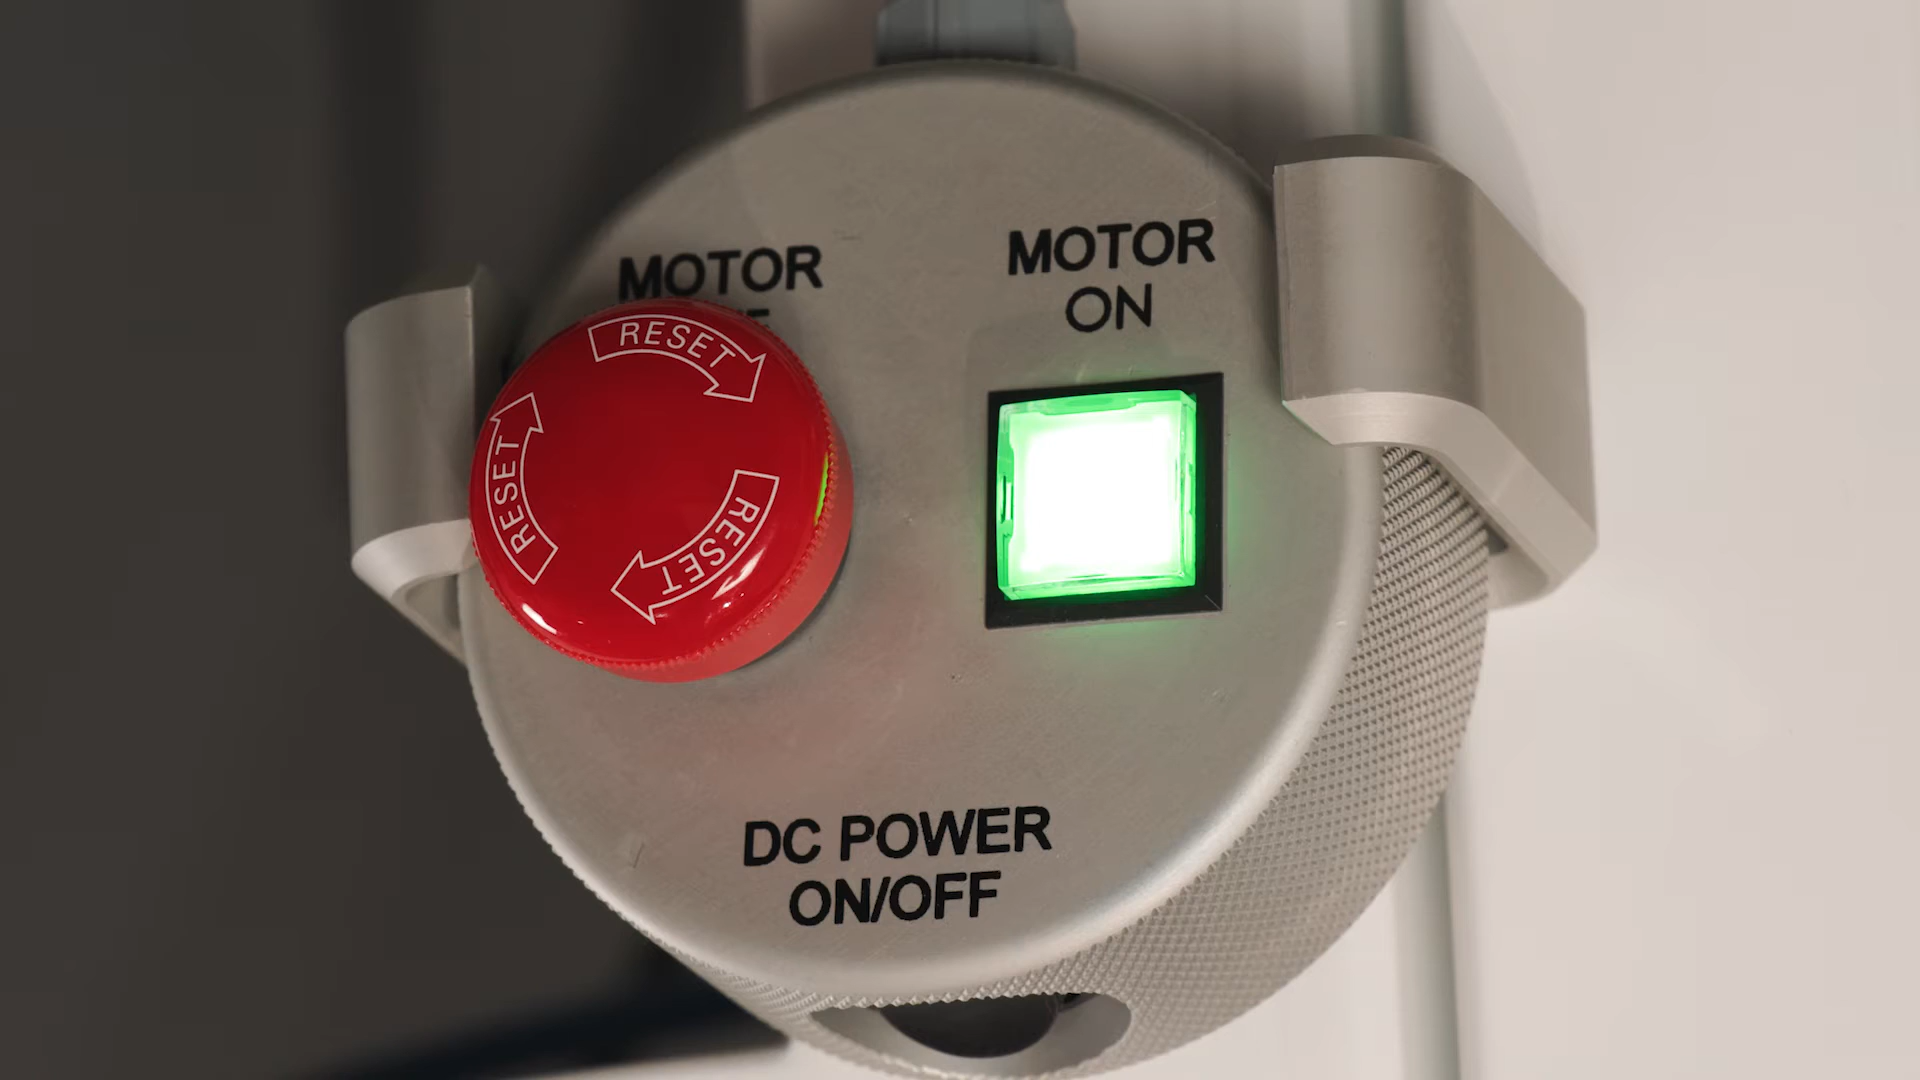 MOTOR
MOTOR
ON
RESET
RESET
RESET
DC POWER
ON/OFF